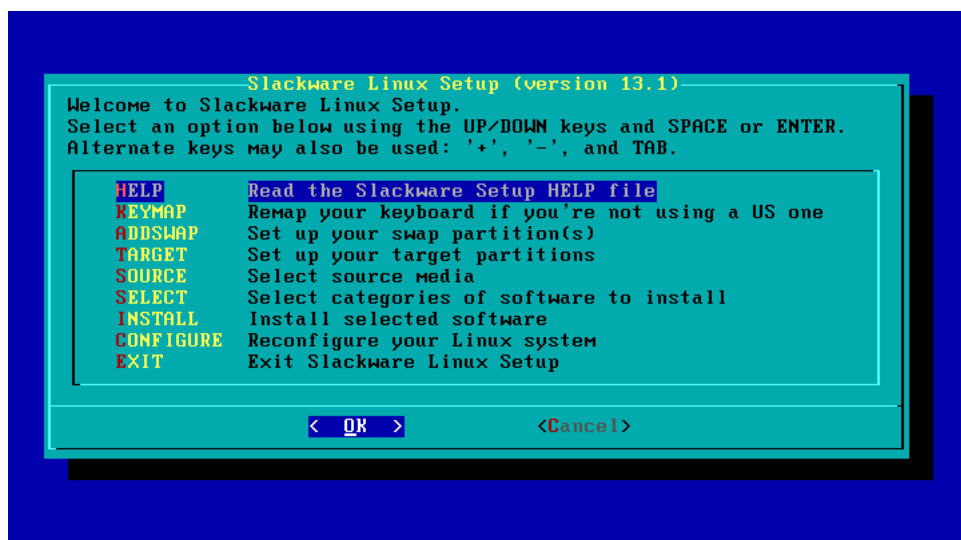 Slackware Linux Setup (version 13.1)
Welcome to Slackware Linux Setup.
Select an option below using the UP/DOWN keys and SPACE or ENTER.
Alternate keys may also be used: '+', '-', and TAB.
HELP Read the Slackware Setup HELP file
KEYMAP Remap your keyboard if you're not using a US one
ADDSWAP Set up your swap partition(s)
TARGET Set up your target partitions
SOURCE Select source media
SELECT Select categories of software to install
INSTALL Install selected software
CONFIGURE Reconfigure your Linux system
EXIT Exit Slackware Linux Setup
< OK > <Cancel>